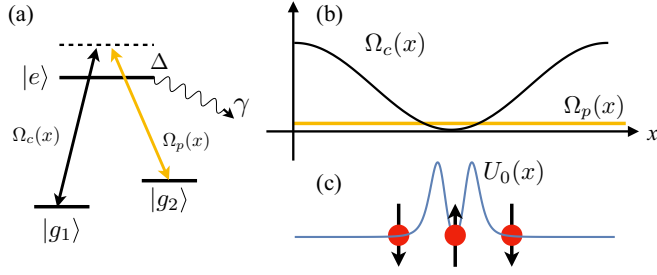 (a)
Δ
|e⟩
γ
Ω_c(x)
Ω_p(x)
|g_2⟩
|g_1⟩
(b)
Ω_c(x)
Ω_p(x)
x
(c)
U_0(x)